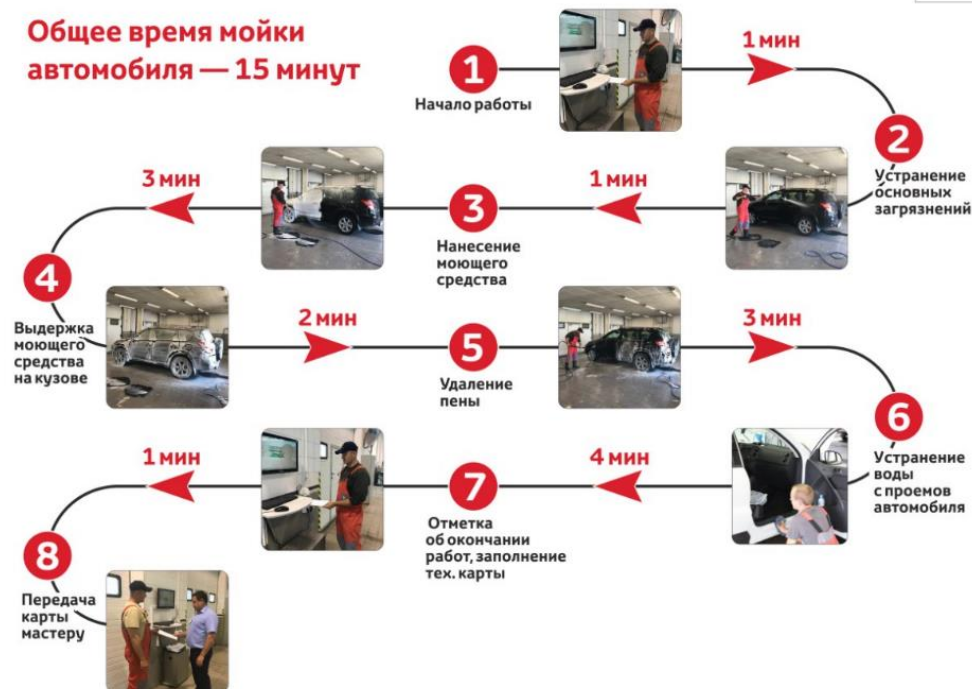 Общее время мойки
автомобиля — 15 минут
1
Начало работы
1 мин
2
Устранение
основных
загрязнений
1 мин
3
Нанесение
моющего
средства
3 мин
4
Выдержка
моющего
средства
на кузове
2 мин
5
Удаление
пены
3 мин
6
Устранение
воды
с проемов
автомобиля
4 мин
7
Отметка
об окончании
работ, заполнение
тех. карты
1 мин
8
Передача
карты
мастеру